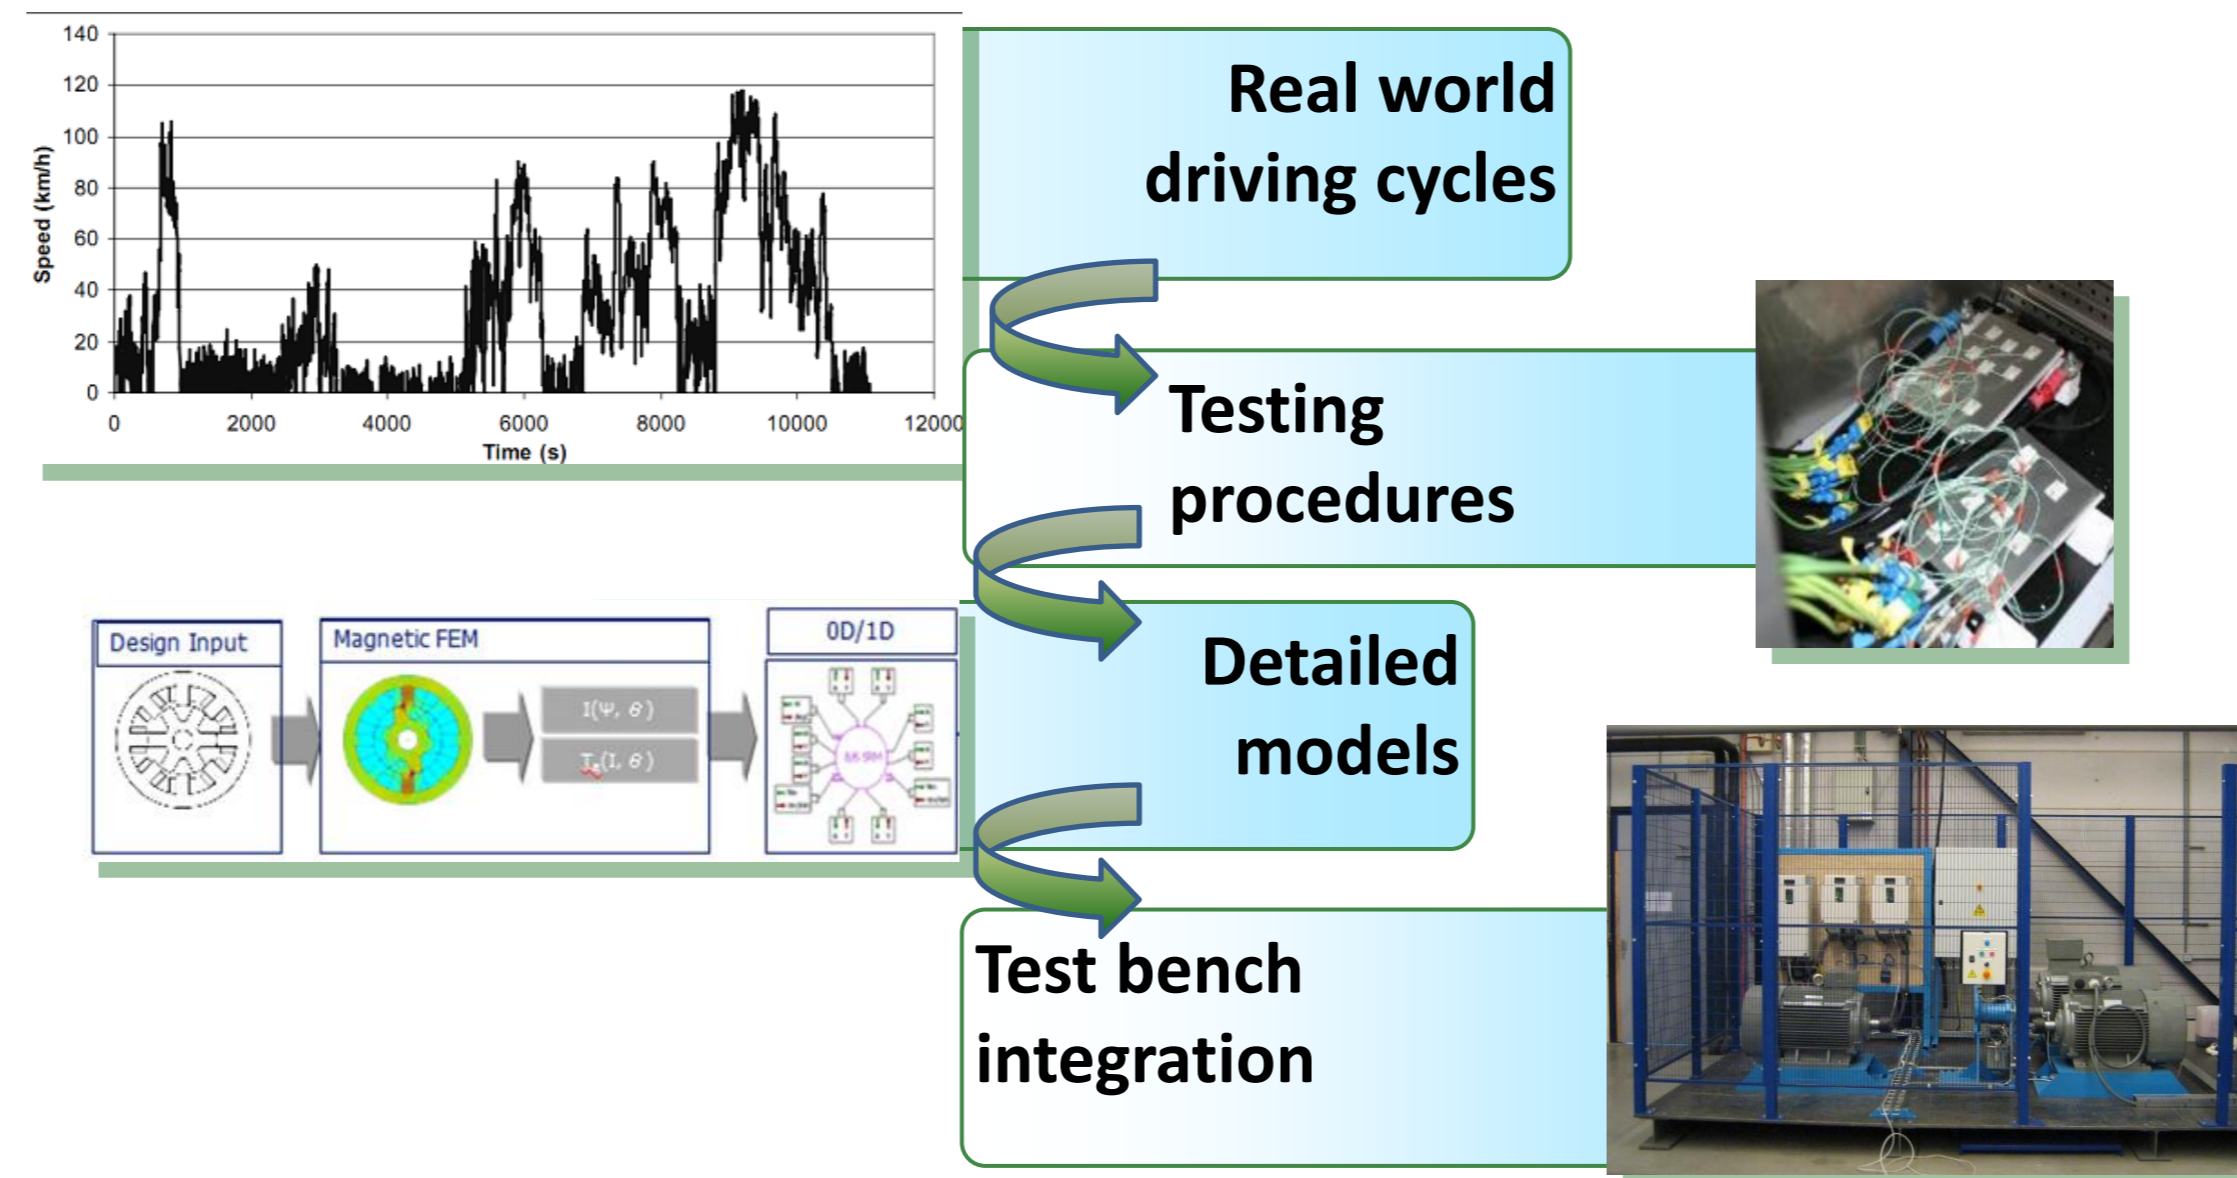 140
120
100
80
60
40
20
0
Speed (km/h)
0 2000 4000 6000 8000 10000 12000
Time (s)
Real world
driving cycles
Testing
procedures
Detailed
models
Test bench
integration
Design Input
Magnetic FEM
I(Ψ, θ)
Tₑ(I, θ)
0D/1D